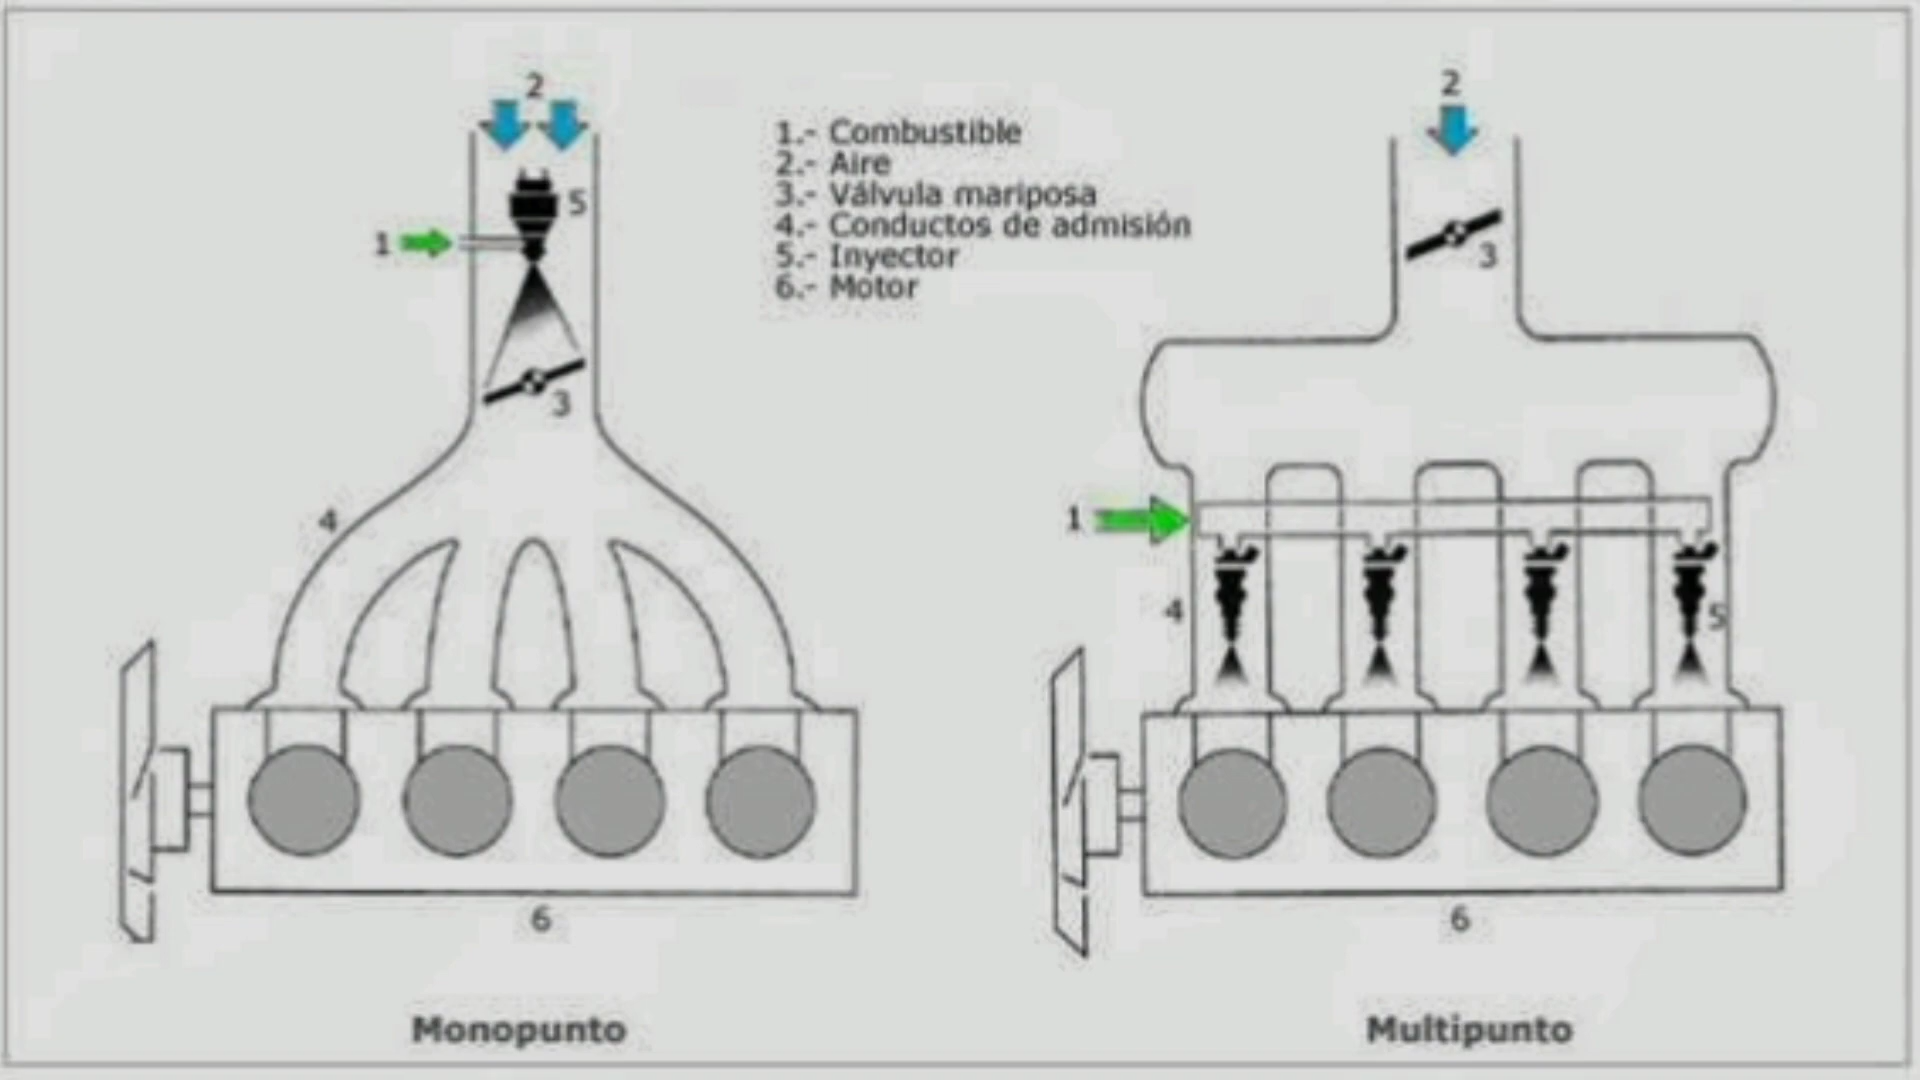 2
1
5
3
4
6
Monopunto
1.- Combustible
2.- Aire
3.- Válvula mariposa
4.- Conductos de admisión
5.- Inyector
6.- Motor
2
3
1
4
5
6
Multipunto